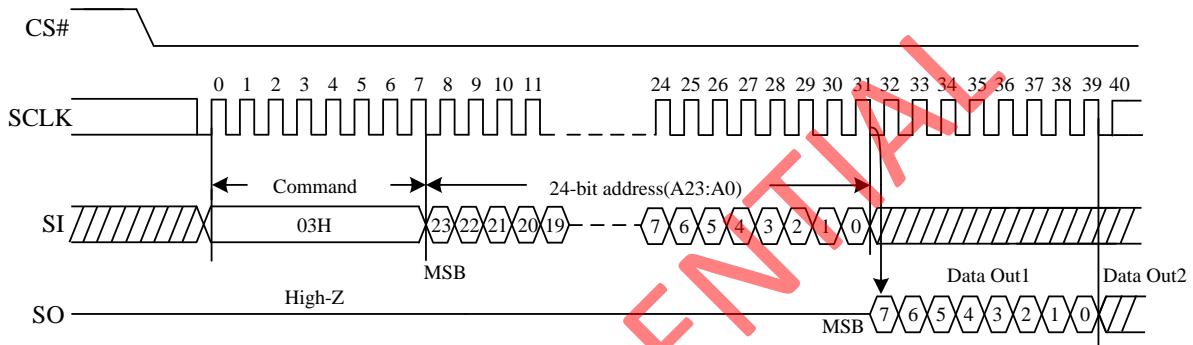 CS#
0 1 2 3 4 5 6 7 8 9 10 11 24 25 26 27 28 29 30 31 32 33 34 35 36 37 38 39 40
SCLK
Command 24-bit address(A23:A0)
SI 03H 23 22 21 20 19 7 6 5 4 3 2 1 0
MSB
High-Z Data Out1 Data Out2
SO MSB 7 6 5 4 3 2 1 0
ENTIAL